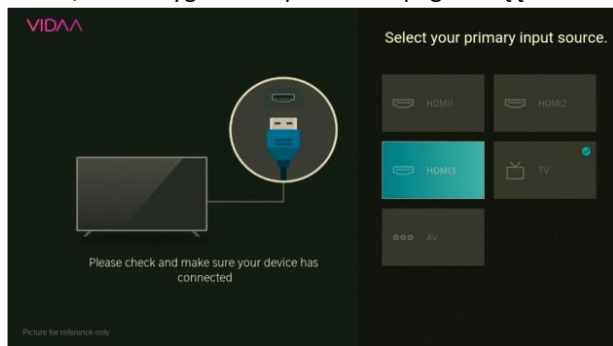 VIDAA
Select your primary input source.
HDMI1
HDMI2
HDMI3
TV
AV
Please check and make sure your device has
connected
Picture for reference only